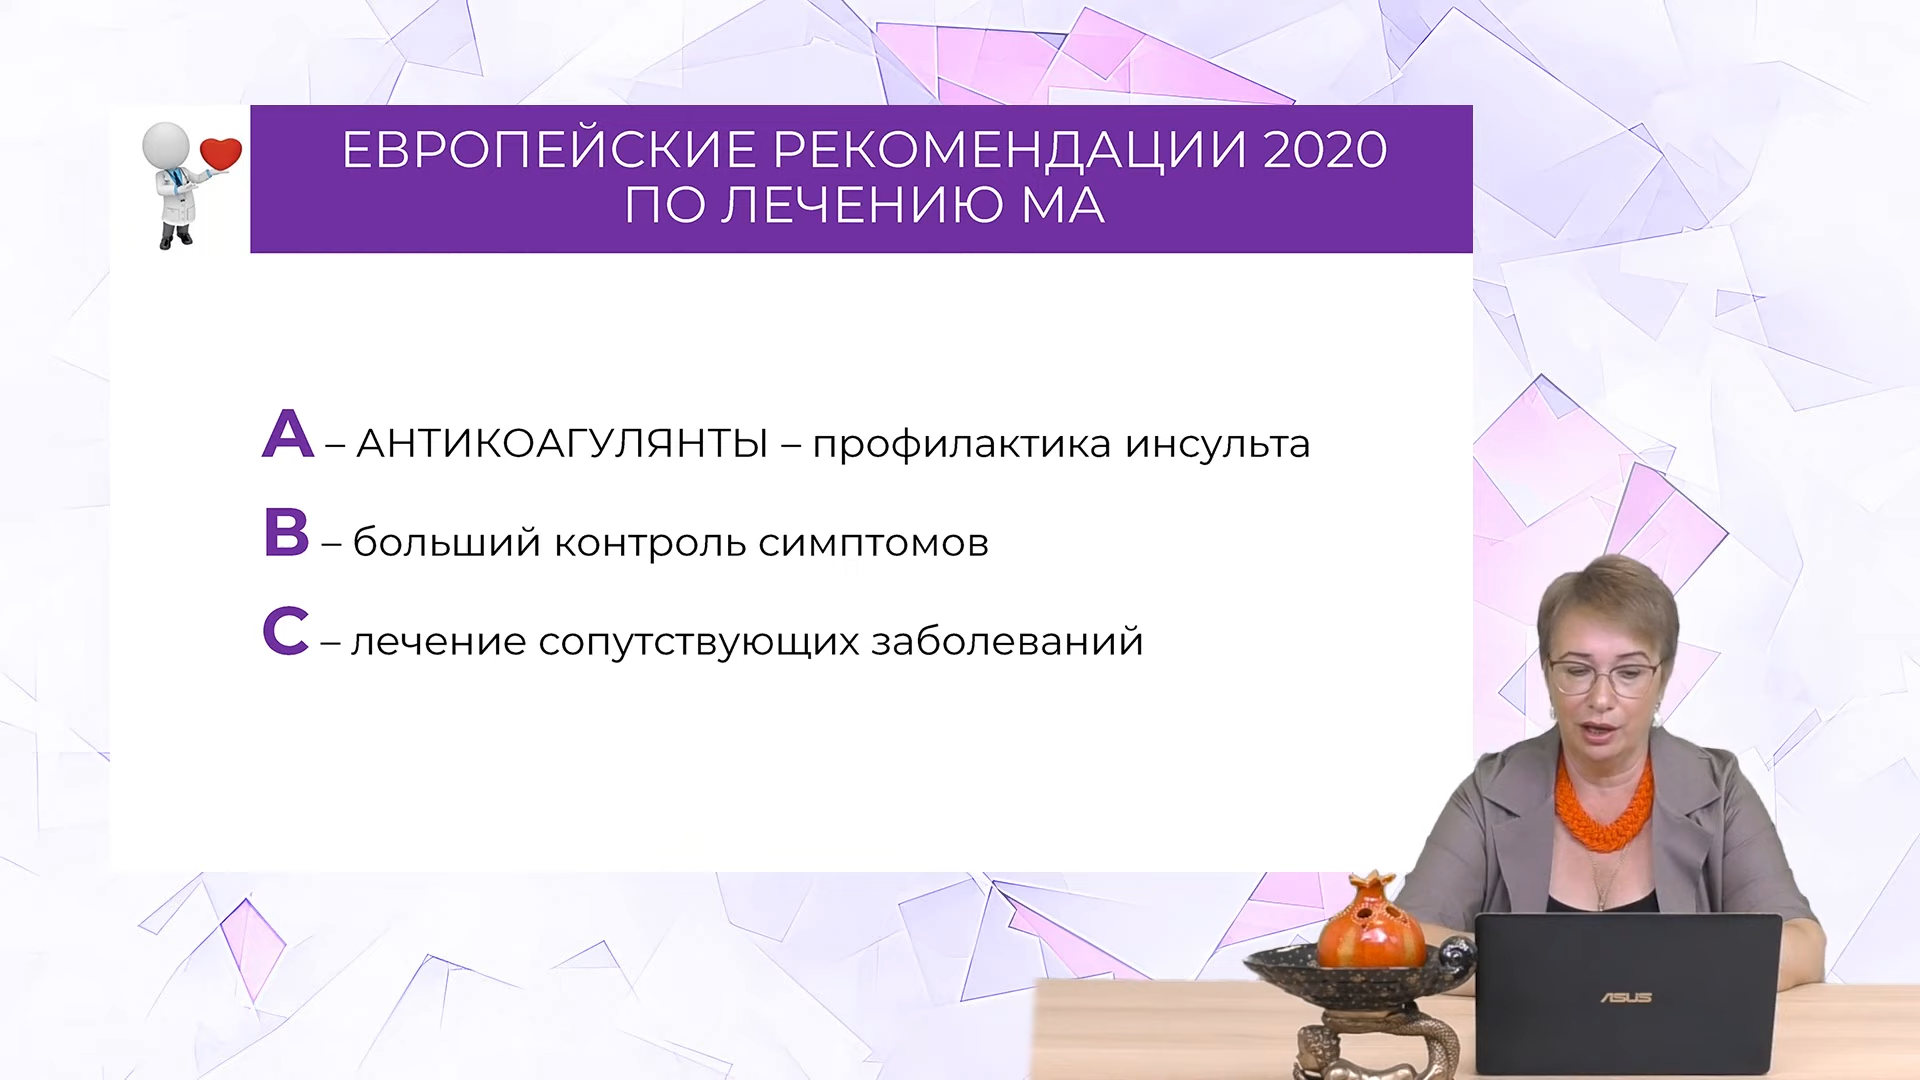 ЕВРОПЕЙСКИЕ РЕКОМЕНДАЦИИ 2020
ПО ЛЕЧЕНИЮ МА
A – АНТИКОАГУЛЯНТЫ – профилактика инсульта
B – больший контроль симптомов
C – лечение сопутствующих заболеваний
ASUS